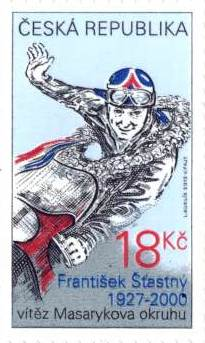 ČESKÁ REPUBLIKA
18Kč
František Šťastný
1927-2000
vítěz Masarykova okruhu